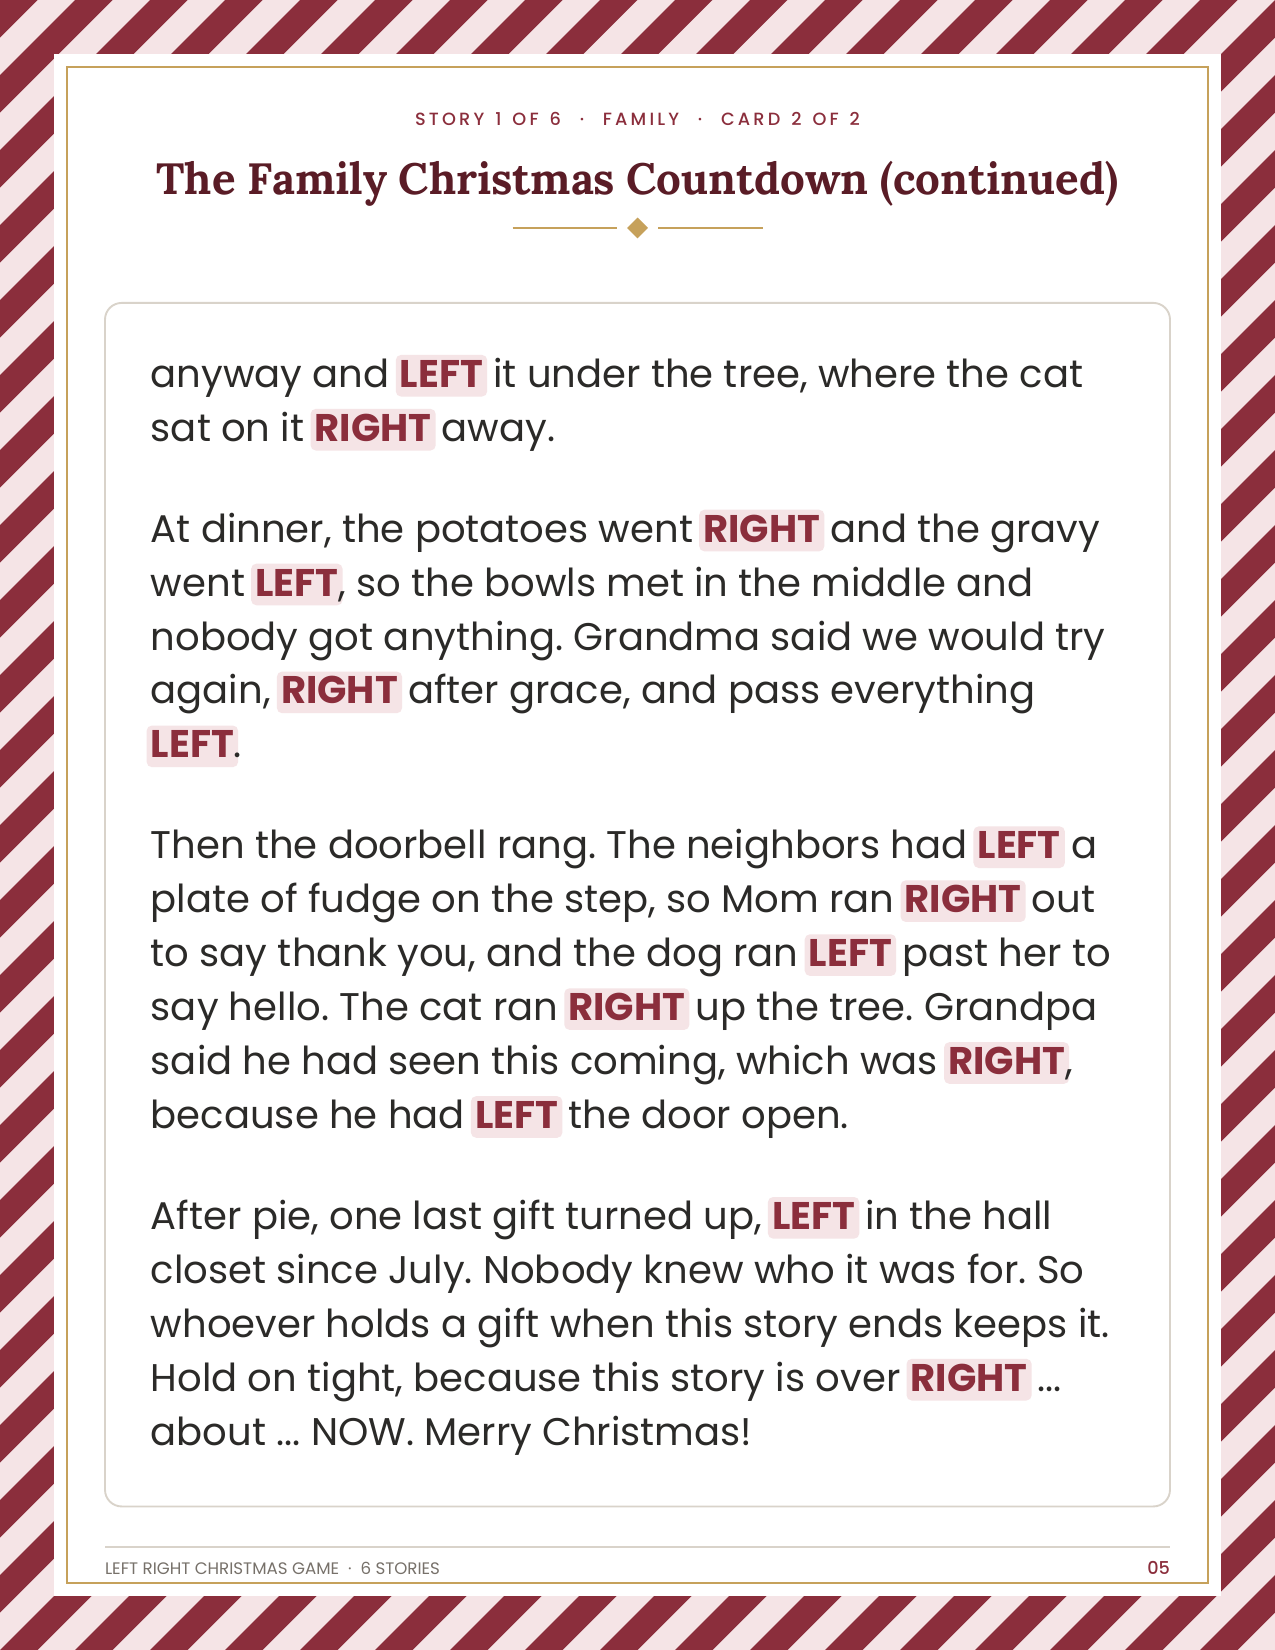 STORY 1 OF 6 · FAMILY · CARD 2 OF 2
The Family Christmas Countdown (continued)
anyway and LEFT it under the tree, where the cat
sat on it RIGHT away.
At dinner, the potatoes went RIGHT and the gravy
went LEFT, so the bowls met in the middle and
nobody got anything. Grandma said we would try
again, RIGHT after grace, and pass everything
LEFT.
Then the doorbell rang. The neighbors had LEFT a
plate of fudge on the step, so Mom ran RIGHT out
to say thank you, and the dog ran LEFT past her to
say hello. The cat ran RIGHT up the tree. Grandpa
said he had seen this coming, which was RIGHT,
because he had LEFT the door open.
After pie, one last gift turned up, LEFT in the hall
closet since July. Nobody knew who it was for. So
whoever holds a gift when this story ends keeps it.
Hold on tight, because this story is over RIGHT ...
about ... NOW. Merry Christmas!
LEFT RIGHT CHRISTMAS GAME · 6 STORIES
05